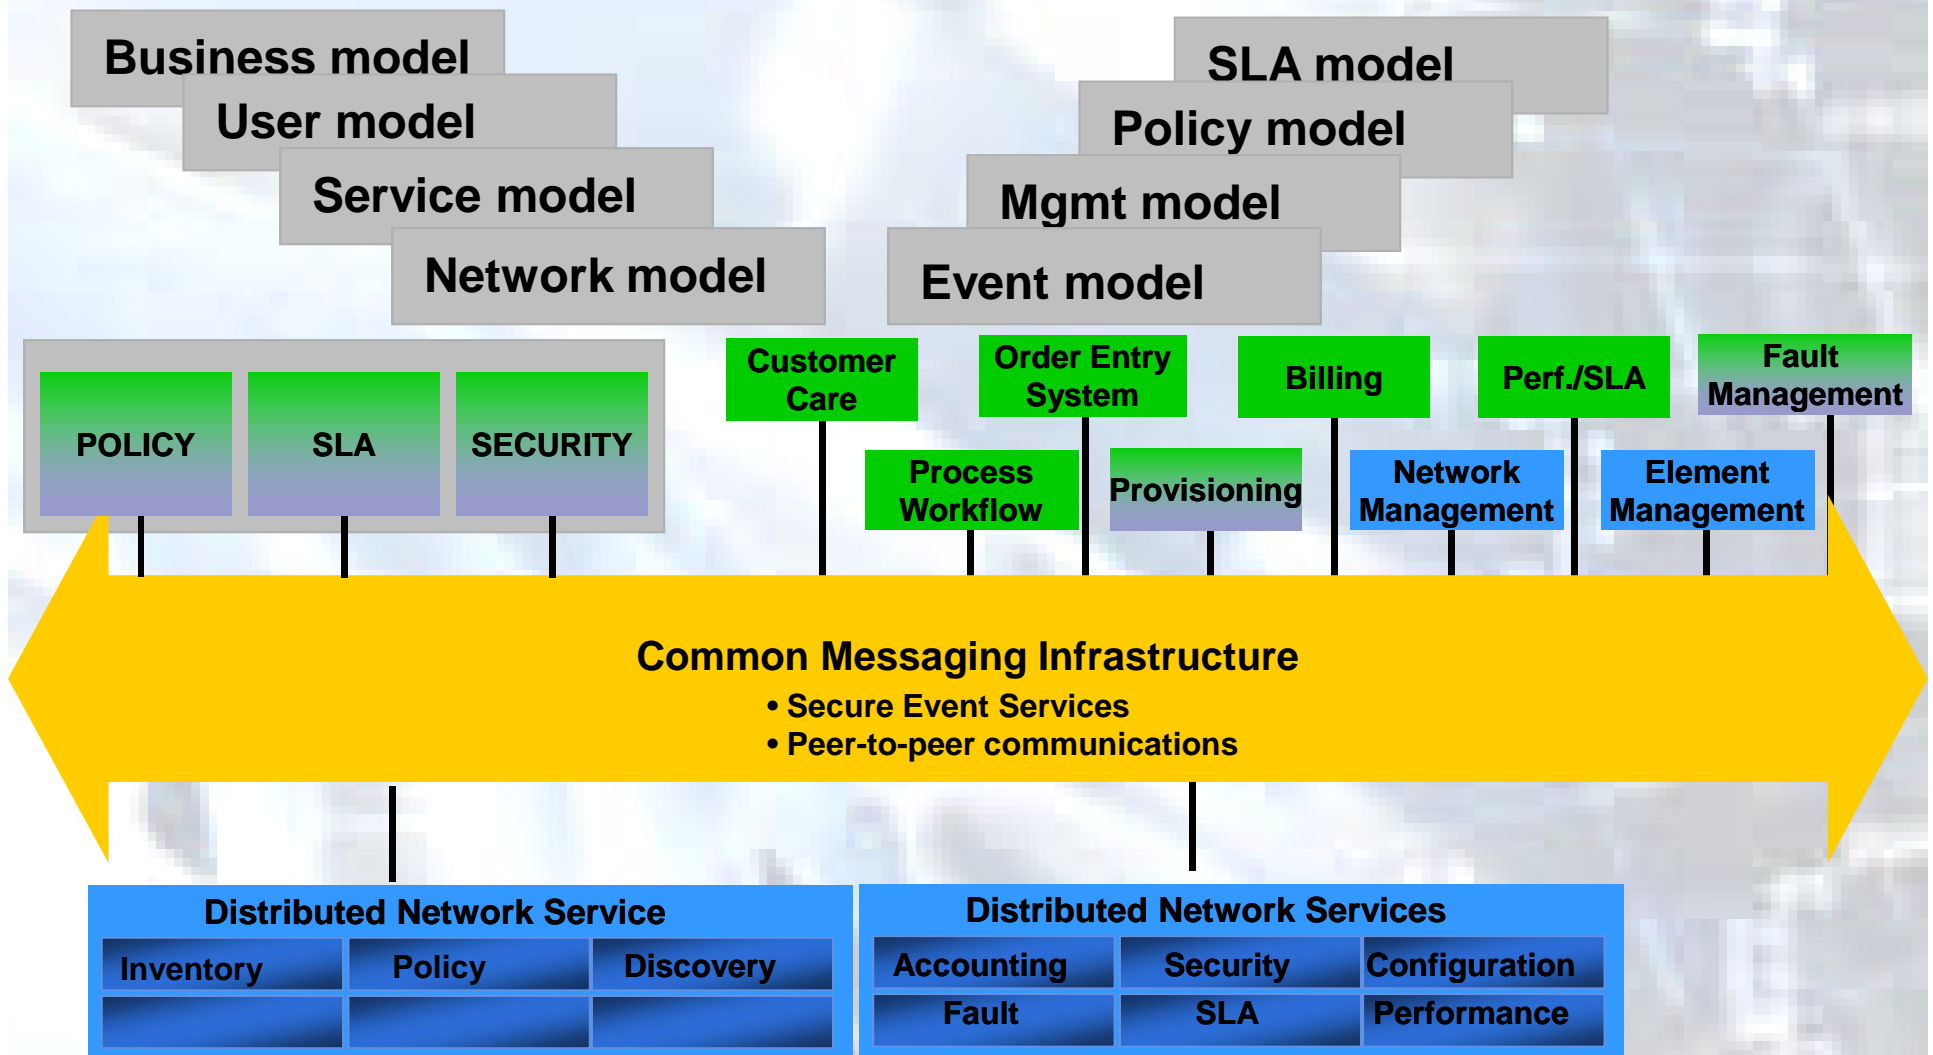 Business model
User model
Service model
Network model
SLA model
Policy model
Mgmt model
Event model
POLICY
SLA
SECURITY
Customer
Care
Order Entry
System
Billing
Perf./SLA
Fault
Management
Process
Workflow
Provisioning
Network
Management
Element
Management
Common Messaging Infrastructure
• Secure Event Services
• Peer-to-peer communications
Distributed Network Service
Inventory
Policy
Discovery
Distributed Network Services
Accounting
Security
Configuration
Fault
SLA
Performance